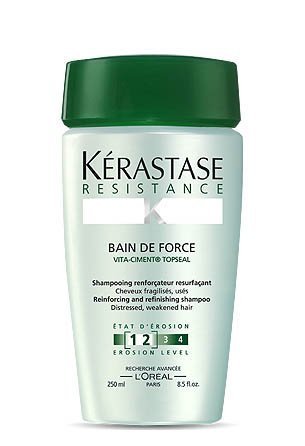 KÉRASTASE
RESISTANCE
K
BAIN DE FORCE
VITA-CIMENT® TOPSEAL
Shampooing renforçateur resurfaçant
Cheveux fragilisés, usés
Reinforcing and refinishing shampoo
Distressed, weakened hair
ÉTAT D'ÉROSION
[1 2] 3 4
EROSION LEVEL
RECHERCHE AVANCÉE
L'ORÉAL
PARIS
250 ml 8.5 fl.oz.